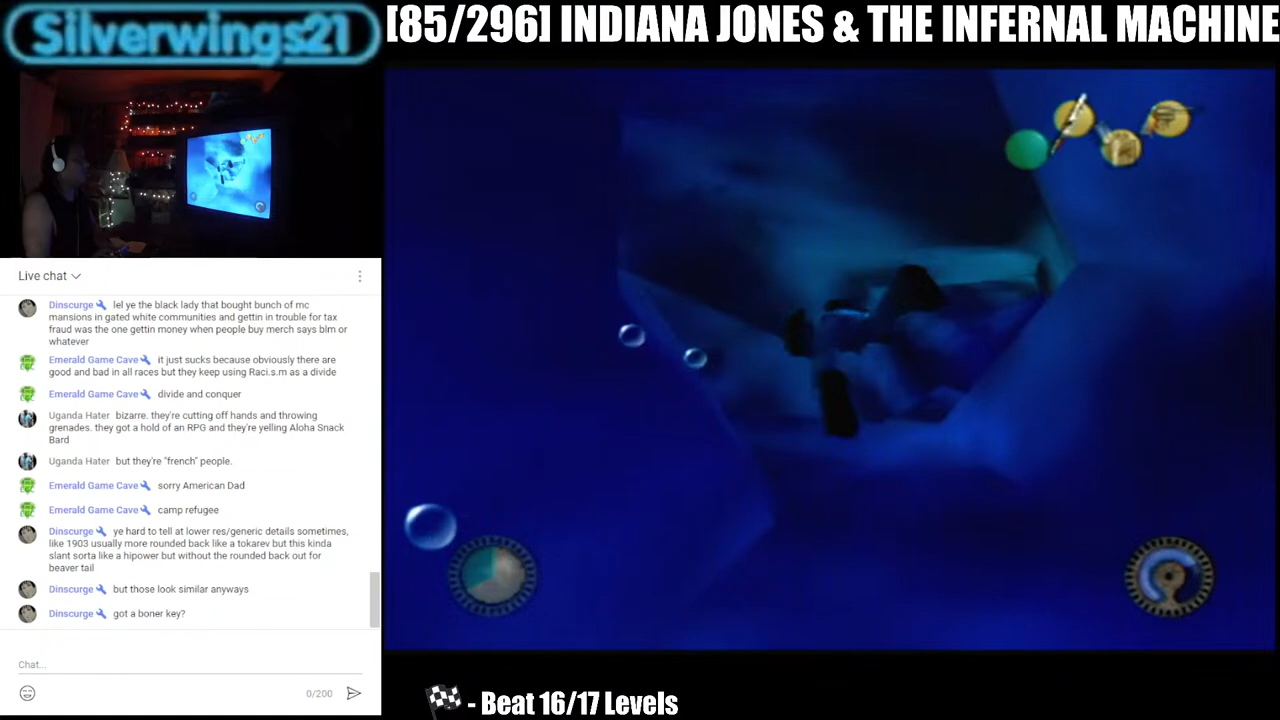 Silverwings21
[85/296] INDIANA JONES & THE INFERNAL MACHINE
Live chat
Dinscurge lel ye the black lady that bought bunch of mc
mansions in gated white communities and gettin in trouble for tax
fraud was the one gettin money when people buy merch says blm or
whatever
Emerald Game Cave it just sucks because obviously there are
good and bad in all races but they keep using Raci.s.m as a divide
Emerald Game Cave divide and conquer
Uganda Hater bizarre. they're cutting off hands and throwing
grenades. they got a hold of an RPG and they're yelling Aloha Snack
Bard
Uganda Hater but they're "french" people.
Emerald Game Cave sorry American Dad
Emerald Game Cave camp refugee
Dinscurge ye hard to tell at lower res/generic details sometimes,
like 1903 usually more rounded back like a tokarev but this kinda
slant sorta like a hipower but without the rounded back out for
beaver tail
Dinscurge but those look similar anyways
Dinscurge got a boner key?
Chat...
0/200
- Beat 16/17 Levels